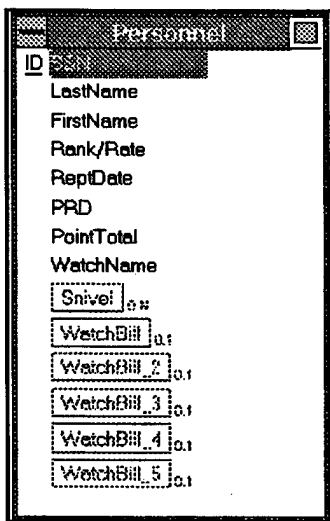 Personnel
ID SSN
LastName
FirstName
Rank/Rate
ReptDate
PRD
PointTotal
WatchName
Snivel 0.N
WatchBill 0.1
WatchBill_2 0.1
WatchBill_3 0.1
WatchBill_4 0.1
WatchBill_5 0.1